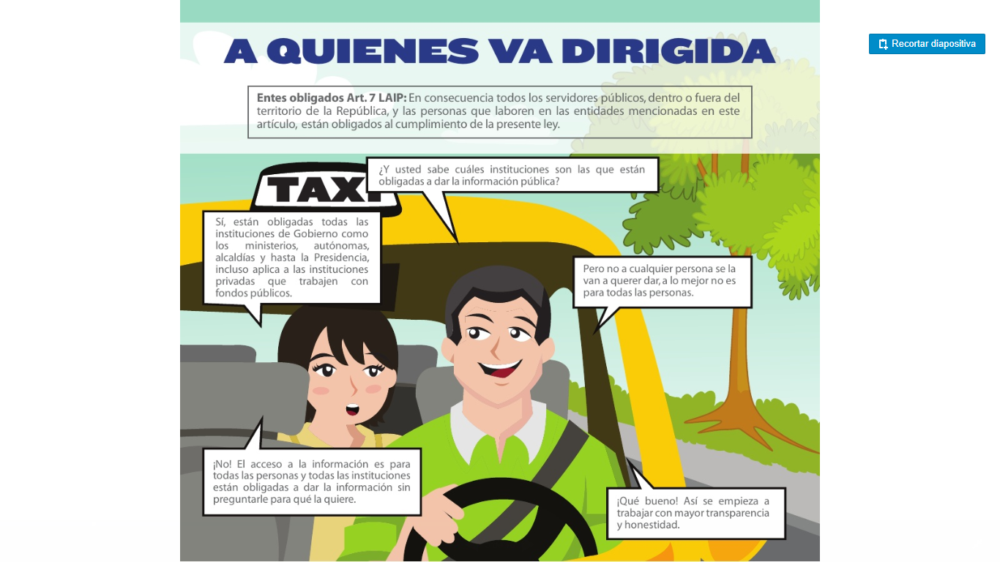 A QUIENES VA DIRIGIDA
Recortar diapositiva
Entes obligados Art. 7 LAIP: En consecuencia todos los servidores públicos, dentro o fuera del
territorio de la República, y las personas que laboren en las entidades mencionadas en este
artículo, están obligados al cumplimiento de la presente ley.
¿Y usted sabe cuáles instituciones son las que están
obligadas a dar la información pública?
TAXI
Sí, están obligadas todas las
instituciones de Gobierno como
los ministerios, autónomas,
alcaldías y hasta la Presidencia,
incluso aplica a las instituciones
privadas que trabajen con
fondos públicos.
Pero no a cualquier persona se la
van a querer dar, a lo mejor no es
para todas las personas.
¡No! El acceso a la información es para
todas las personas y todas las instituciones
están obligadas a dar la información sin
preguntarle para qué la quiere.
¡Qué bueno! Así se empieza a
trabajar con mayor transparencia
y honestidad.